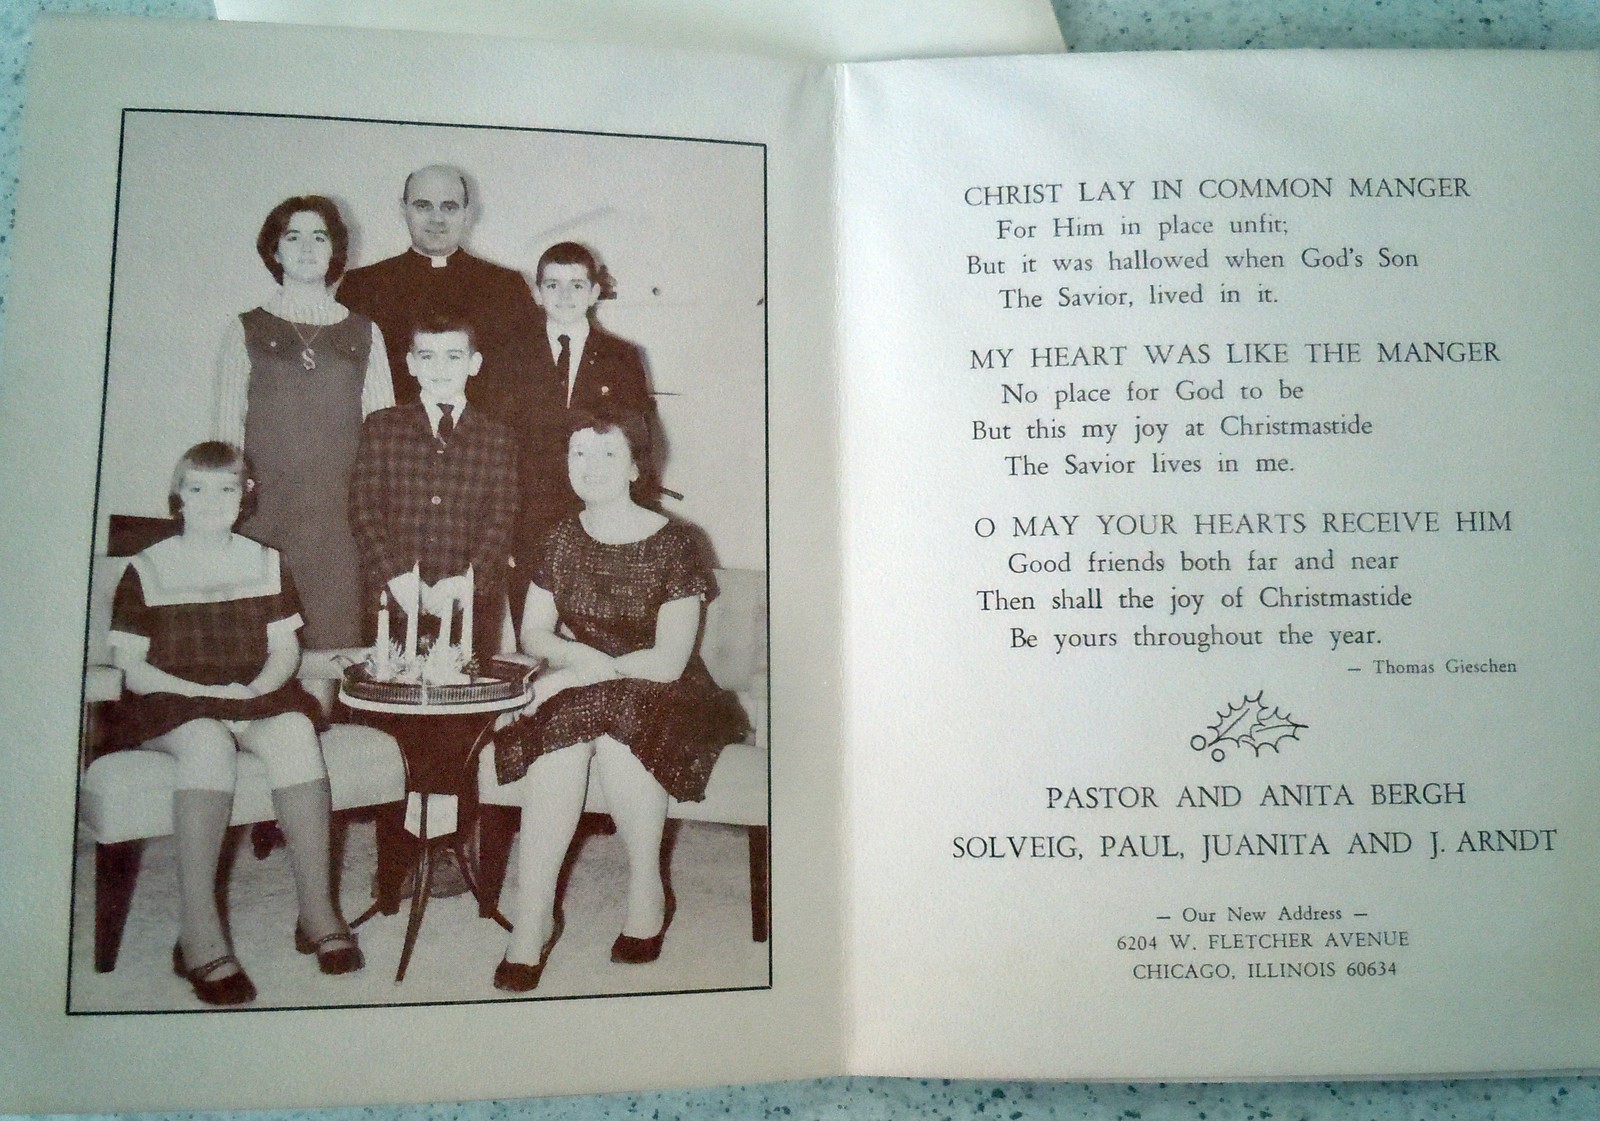 CHRIST LAY IN COMMON MANGER
For Him in place unfit;
But it was hallowed when God's Son
The Savior, lived in it.
MY HEART WAS LIKE THE MANGER
No place for God to be
But this my joy at Christmastide
The Savior lives in me.
O MAY YOUR HEARTS RECEIVE HIM
Good friends both far and near
Then shall the joy of Christmastide
Be yours throughout the year.
— Thomas Gieschen
PASTOR AND ANITA BERGH
SOLVEIG, PAUL, JUANITA AND J. ARNDT
— Our New Address —
6204 W. FLETCHER AVENUE
CHICAGO, ILLINOIS 60634